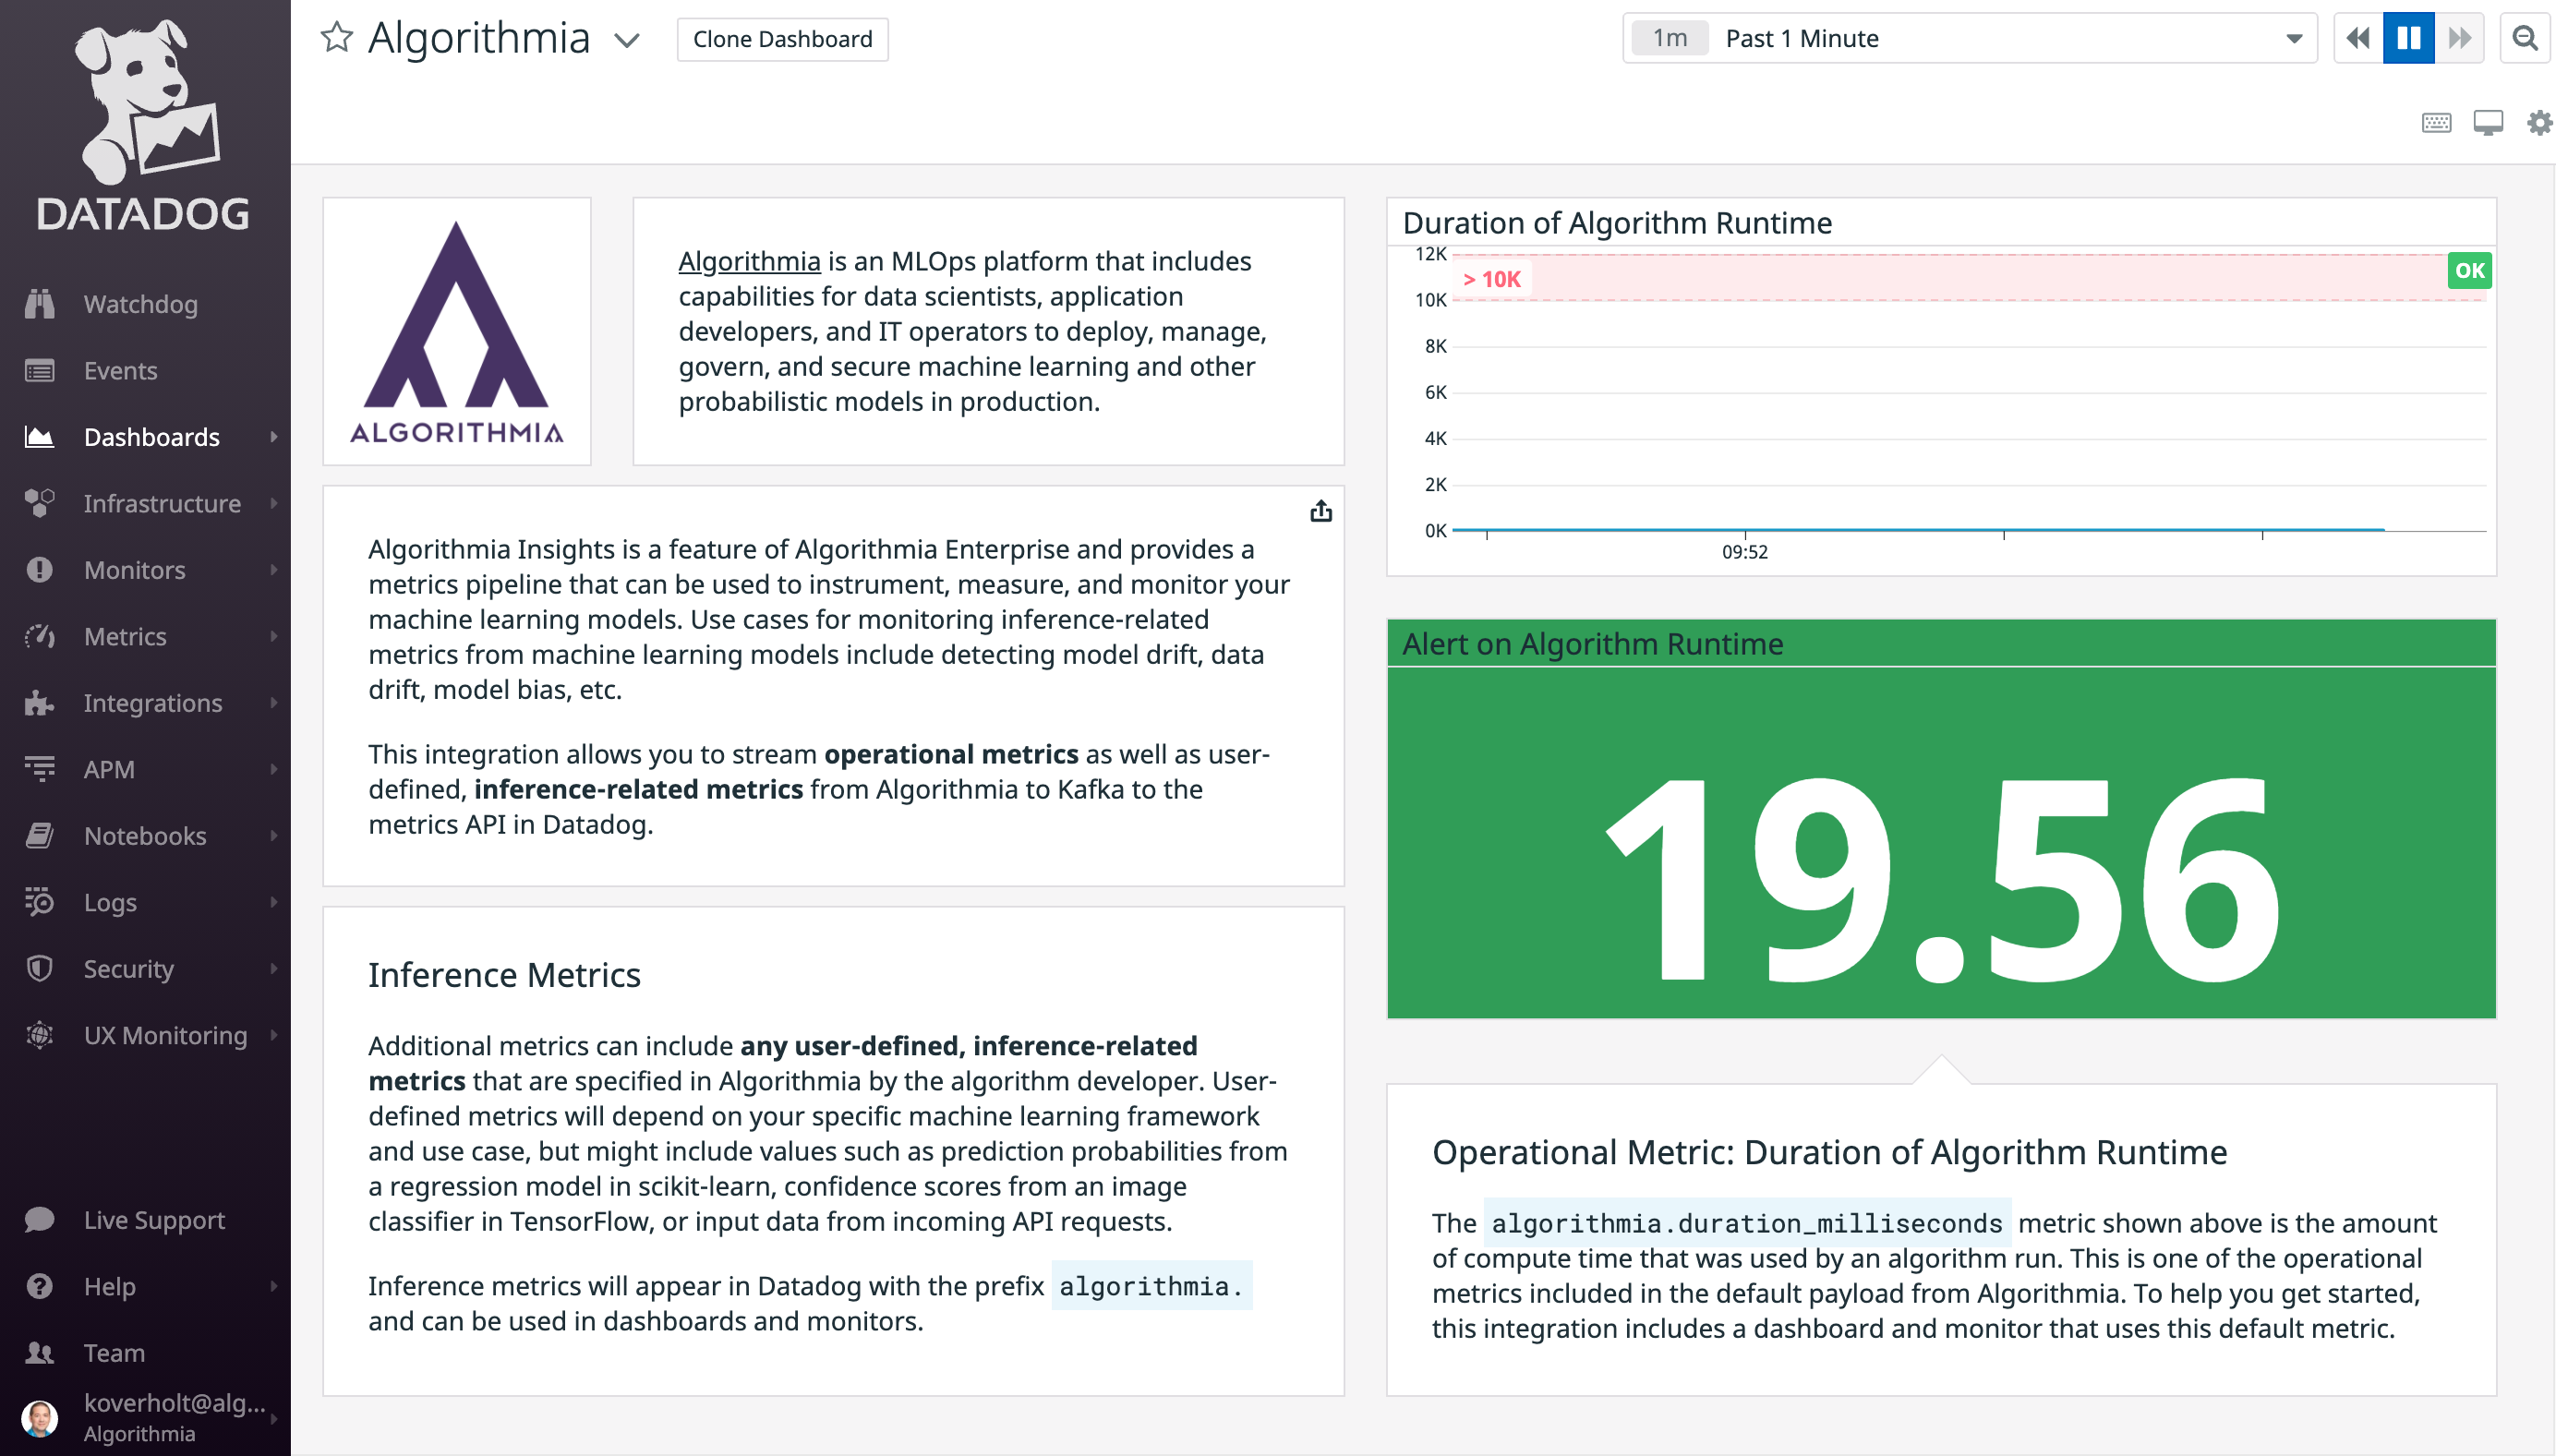 DATADOG
Watchdog
Events
Dashboards
Infrastructure
Monitors
Metrics
Integrations
APM
Notebooks
Logs
Security
UX Monitoring
Live Support
Help
Team
koverholt@alg...
Algorithmia
Algorithmia
Clone Dashboard
1m Past 1 Minute
ALGORITHMIA
Algorithmia is an MLOps platform that includes
capabilities for data scientists, application
developers, and IT operators to deploy, manage,
govern, and secure machine learning and other
probabilistic models in production.
Algorithmia Insights is a feature of Algorithmia Enterprise and provides a
metrics pipeline that can be used to instrument, measure, and monitor your
machine learning models. Use cases for monitoring inference-related
metrics from machine learning models include detecting model drift, data
drift, model bias, etc.
This integration allows you to stream operational metrics as well as user-
defined, inference-related metrics from Algorithmia to Kafka to the
metrics API in Datadog.
Inference Metrics
Additional metrics can include any user-defined, inference-related
metrics that are specified in Algorithmia by the algorithm developer. User-
defined metrics will depend on your specific machine learning framework
and use case, but might include values such as prediction probabilities from
a regression model in scikit-learn, confidence scores from an image
classifier in TensorFlow, or input data from incoming API requests.
Inference metrics will appear in Datadog with the prefix algorithmia.
and can be used in dashboards and monitors.
Duration of Algorithm Runtime
12K
> 10K
OK
10K
8K
6K
4K
2K
0K
09:52
Alert on Algorithm Runtime
19.56
Operational Metric: Duration of Algorithm Runtime
The algorithmia.duration_milliseconds metric shown above is the amount
of compute time that was used by an algorithm run. This is one of the operational
metrics included in the default payload from Algorithmia. To help you get started,
this integration includes a dashboard and monitor that uses this default metric.